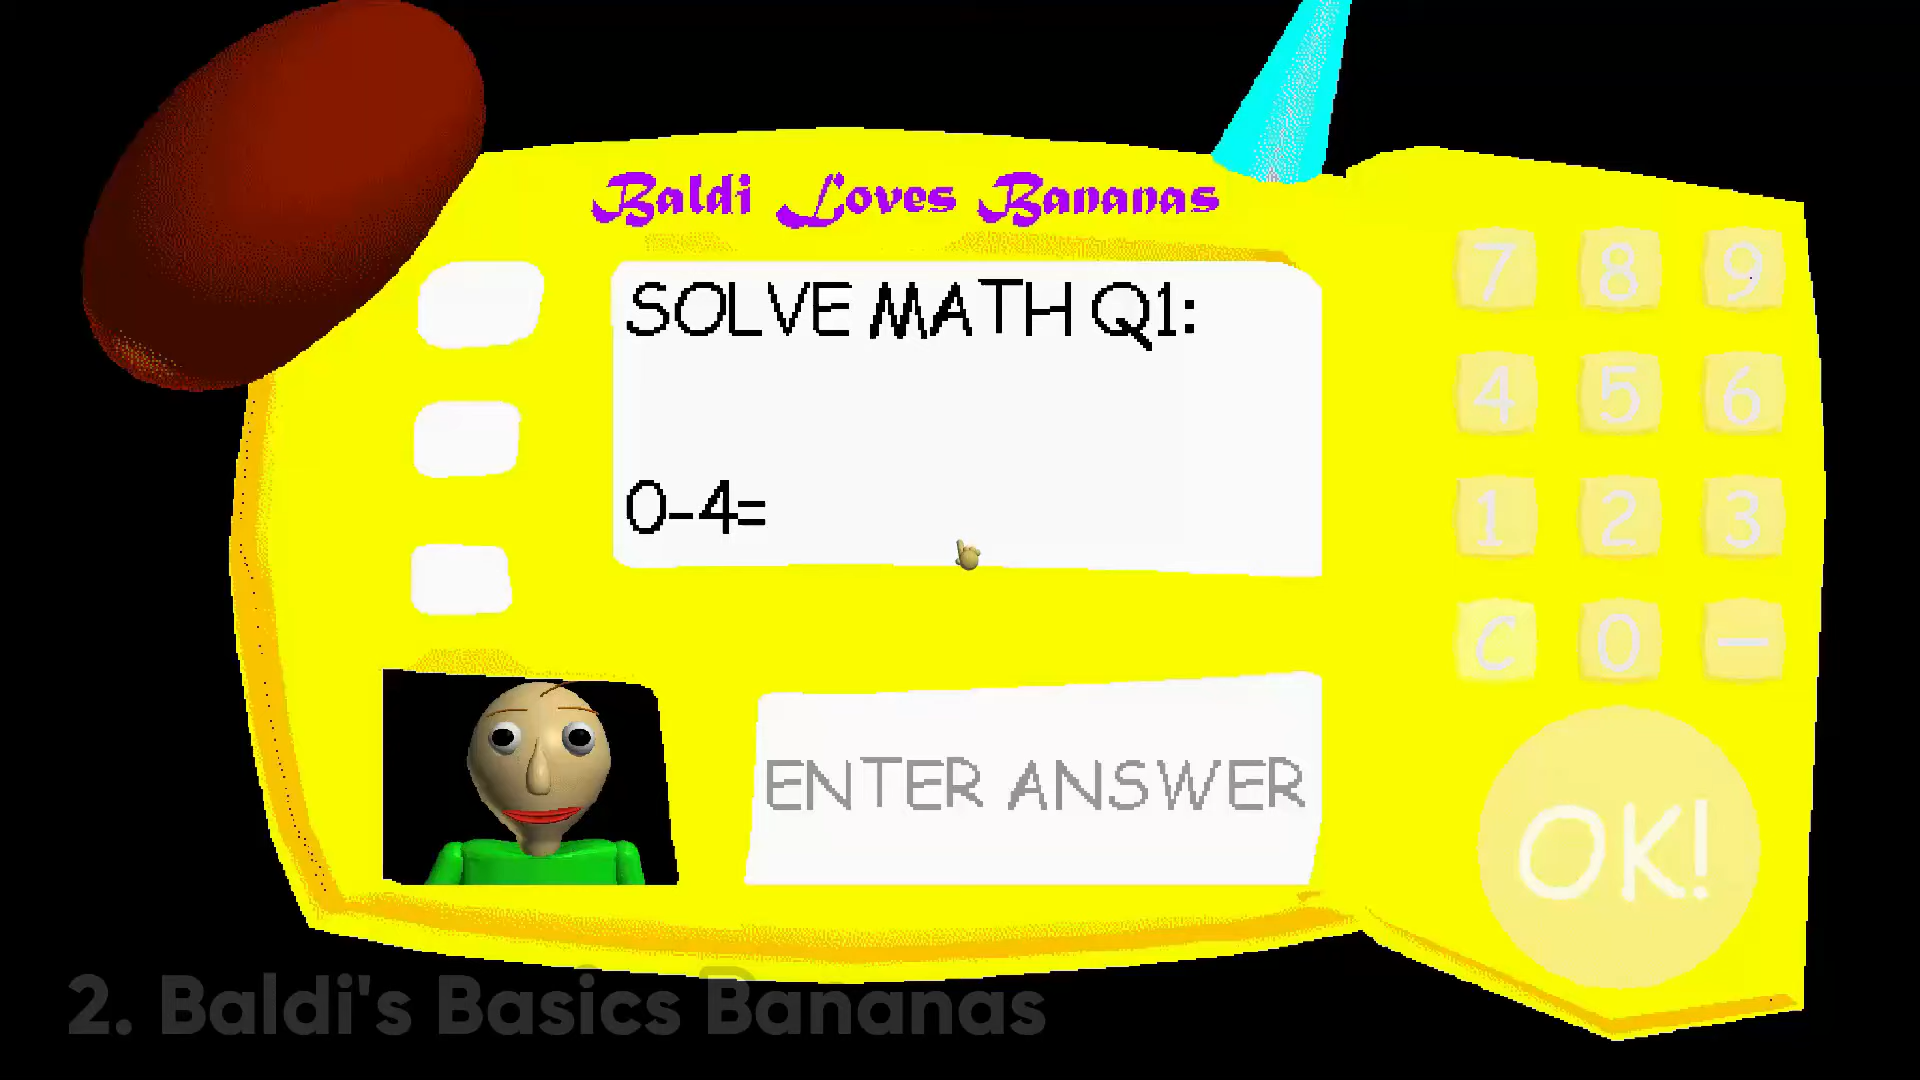 Baldi Loves Bananas
SOLVE MATH Q1:
0-4=
7 8 9
4 5 6
1 2 3
C 0 -
ENTER ANSWER
OK!
2. Baldi's Basics Bananas